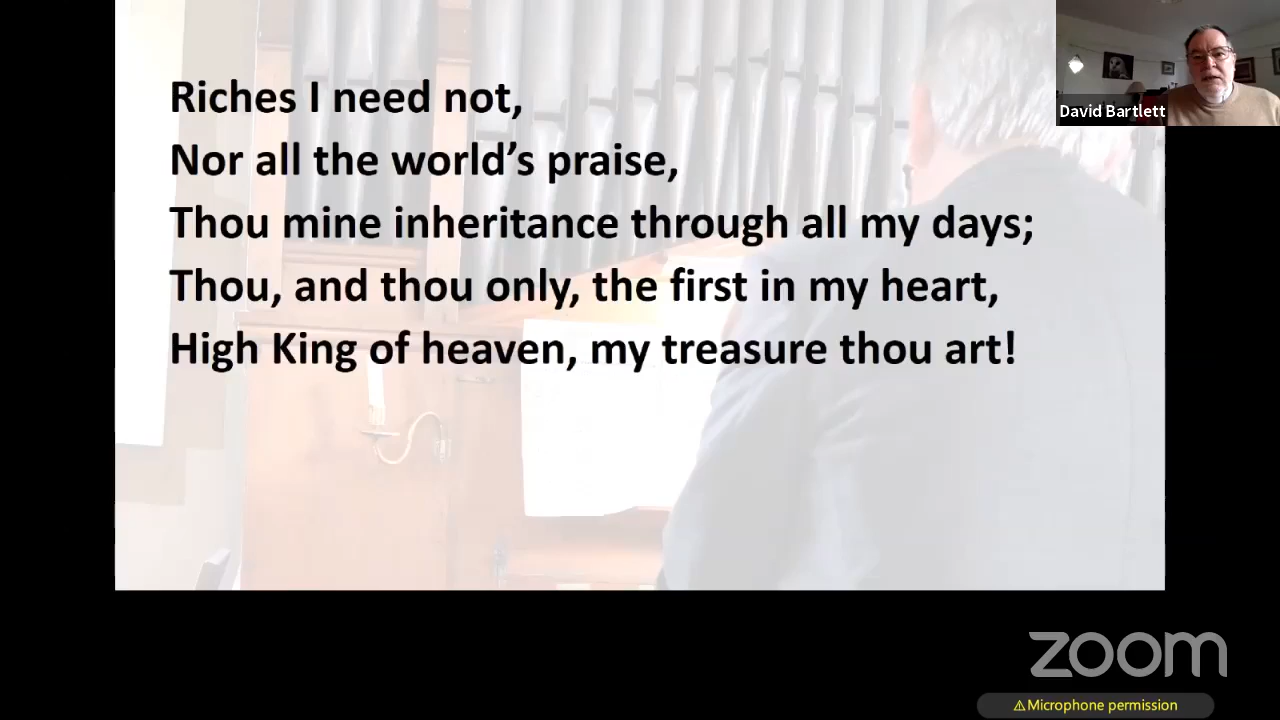 Riches I need not,
Nor all the world’s praise,
Thou mine inheritance through all my days;
Thou, and thou only, the first in my heart,
High King of heaven, my treasure thou art!
David Bartlett
zoom
⚠Microphone permission